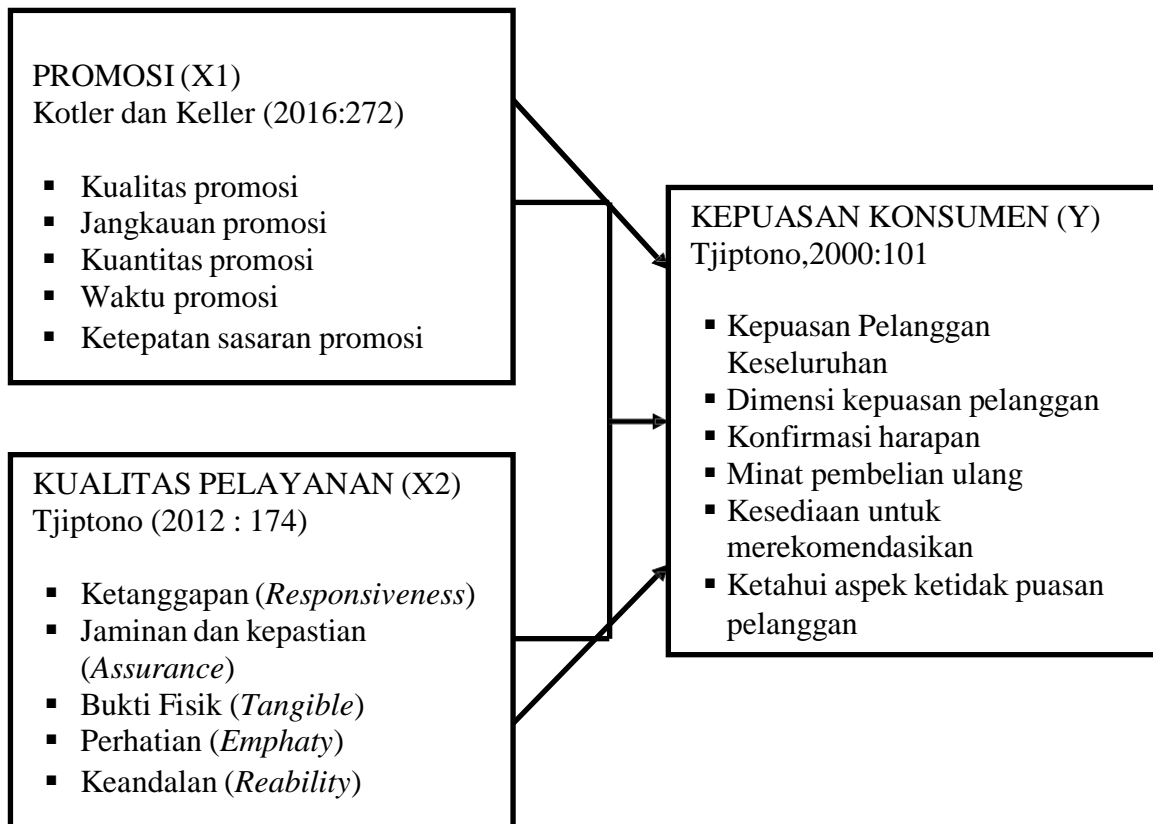 PROMOSI (X1)
Kotler dan Keller (2016:272)
▪ Kualitas promosi
▪ Jangkauan promosi
▪ Kuantitas promosi
▪ Waktu promosi
▪ Ketepatan sasaran promosi
KUALITAS PELAYANAN (X2)
Tjiptono (2012 : 174)
▪ Ketanggapan (Responsiveness)
▪ Jaminan dan kepastian
(Assurance)
▪ Bukti Fisik (Tangible)
▪ Perhatian (Emphaty)
▪ Keandalan (Reability)
KEPUASAN KONSUMEN (Y)
Tjiptono,2000:101
▪ Kepuasan Pelanggan
Keseluruhan
▪ Dimensi kepuasan pelanggan
▪ Konfirmasi harapan
▪ Minat pembelian ulang
▪ Kesediaan untuk
merekomendasikan
▪ Ketahui aspek ketidak puasan
pelanggan